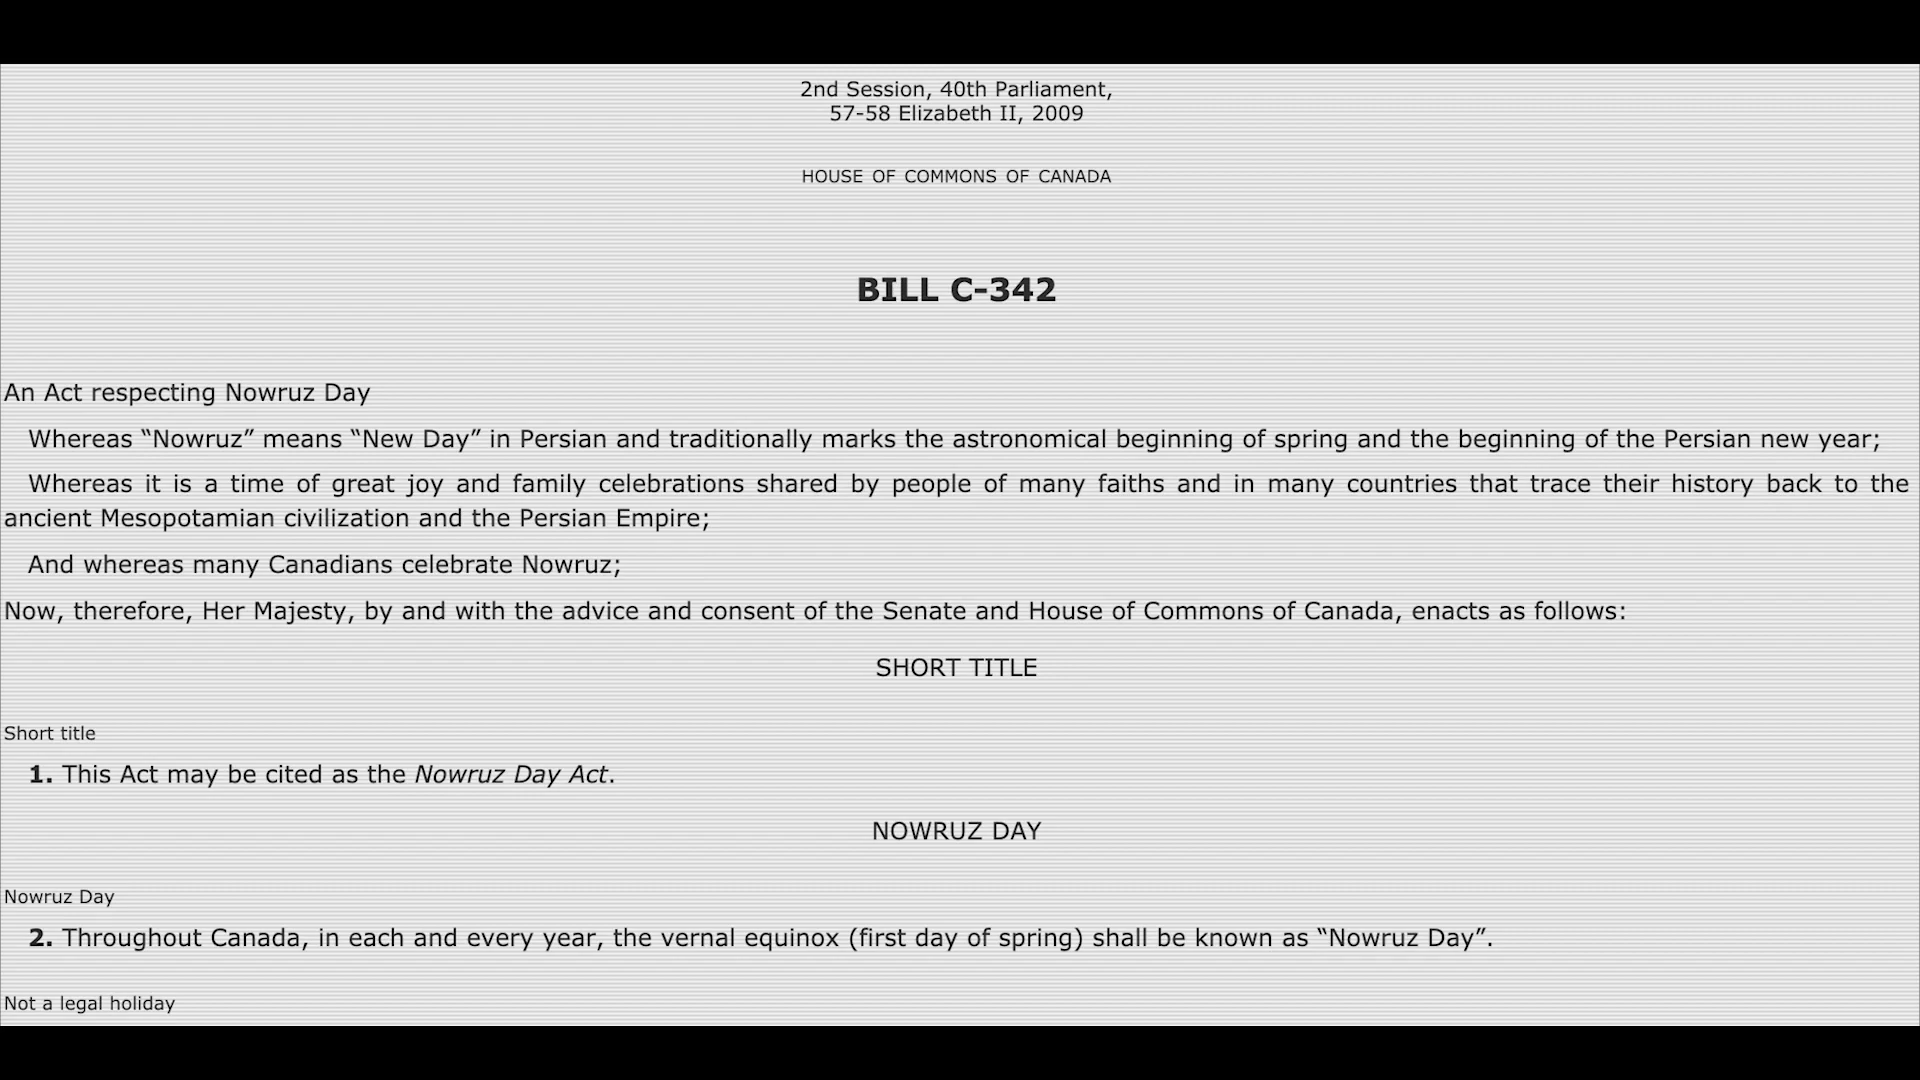 2nd Session, 40th Parliament,
57-58 Elizabeth II, 2009
HOUSE OF COMMONS OF CANADA
BILL C-342
An Act respecting Nowruz Day
Whereas “Nowruz” means “New Day” in Persian and traditionally marks the astronomical beginning of spring and the beginning of the Persian new year;
Whereas it is a time of great joy and family celebrations shared by people of many faiths and in many countries that trace their history back to the
ancient Mesopotamian civilization and the Persian Empire;
And whereas many Canadians celebrate Nowruz;
Now, therefore, Her Majesty, by and with the advice and consent of the Senate and House of Commons of Canada, enacts as follows:
SHORT TITLE
Short title
1. This Act may be cited as the Nowruz Day Act.
NOWRUZ DAY
Nowruz Day
2. Throughout Canada, in each and every year, the vernal equinox (first day of spring) shall be known as “Nowruz Day”.
Not a legal holiday